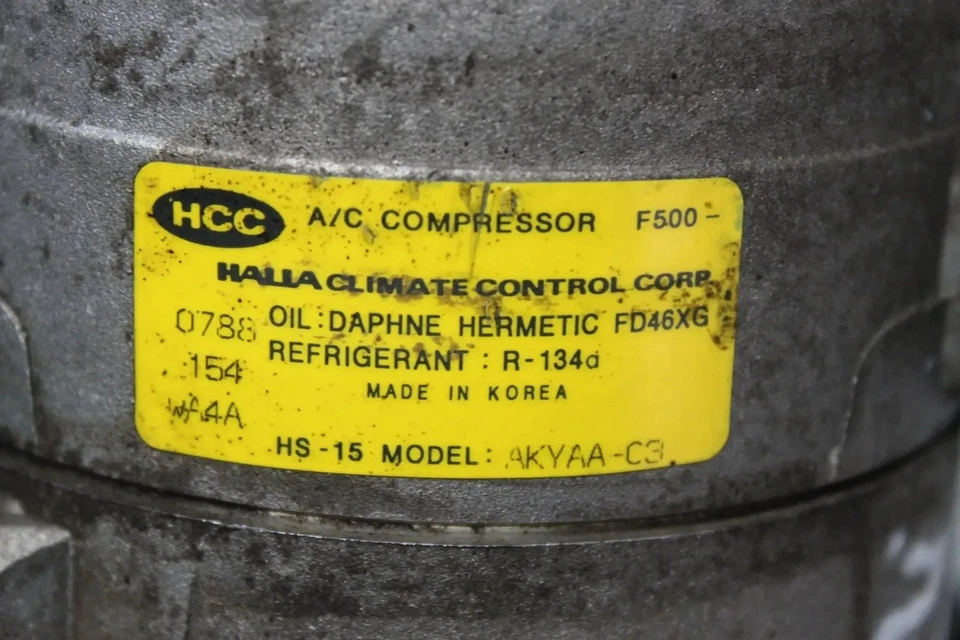 HCC A/C COMPRESSOR F500-
HALLA CLIMATE CONTROL CORP.
0788 OIL : DAPHNE HERMETIC FD46XG
154 REFRIGERANT : R-134a
MADE IN KOREA
HS-15 MODEL: AKYAA-C3